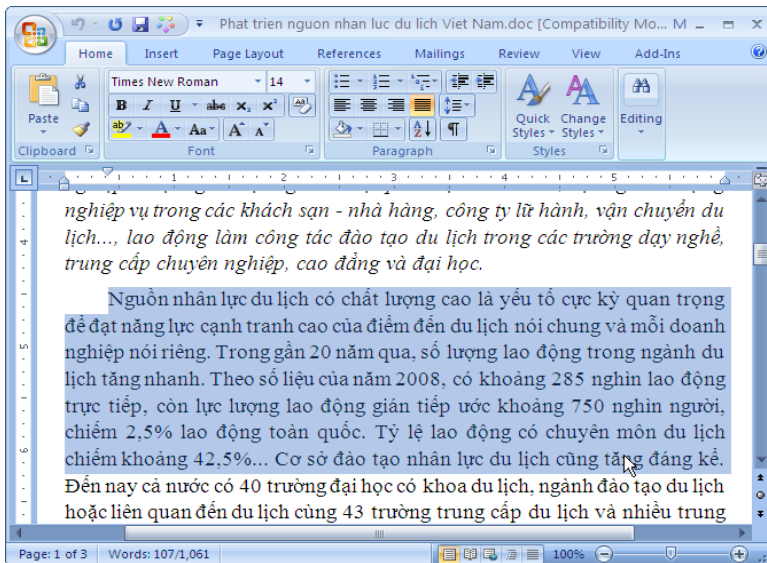 Phat trien nguon nhan luc du lich Viet Nam.doc [Compatibility Mo... M
Home Insert Page Layout References Mailings Review View Add-Ins
Times New Roman 14
Paste
B I U abe X₂ X²
Quick Styles Change Styles Editing
ab A Aa A A
Clipboard Font Paragraph Styles
1 2 3 4 5
nghiệp vụ trong các khách sạn - nhà hàng, công ty lữ hành, vận chuyển du
lịch..., lao động làm công tác đào tạo du lịch trong các trường dạy nghề,
trung cấp chuyên nghiệp, cao đẳng và đại học.
Nguồn nhân lực du lịch có chất lượng cao là yếu tố cực kỳ quan trọng
để đạt năng lực cạnh tranh cao của điểm đến du lịch nói chung và mỗi doanh
nghiệp nói riêng. Trong gần 20 năm qua, số lượng lao động trong ngành du
lịch tăng nhanh. Theo số liệu của năm 2008, có khoảng 285 nghìn lao động
trực tiếp, còn lực lượng lao động gián tiếp ước khoảng 750 nghìn người,
chiếm 2,5% lao động toàn quốc. Tỷ lệ lao động có chuyên môn du lịch
chiếm khoảng 42,5%... Cơ sở đào tạo nhân lực du lịch cũng tăng đáng kể.
Đến nay cả nước có 40 trường đại học có khoa du lịch, ngành đào tạo du lịch
hoặc liên quan đến du lịch cùng 43 trường trung cấp du lịch và nhiều trung
Page: 1 of 3 Words: 107/1,061 100%